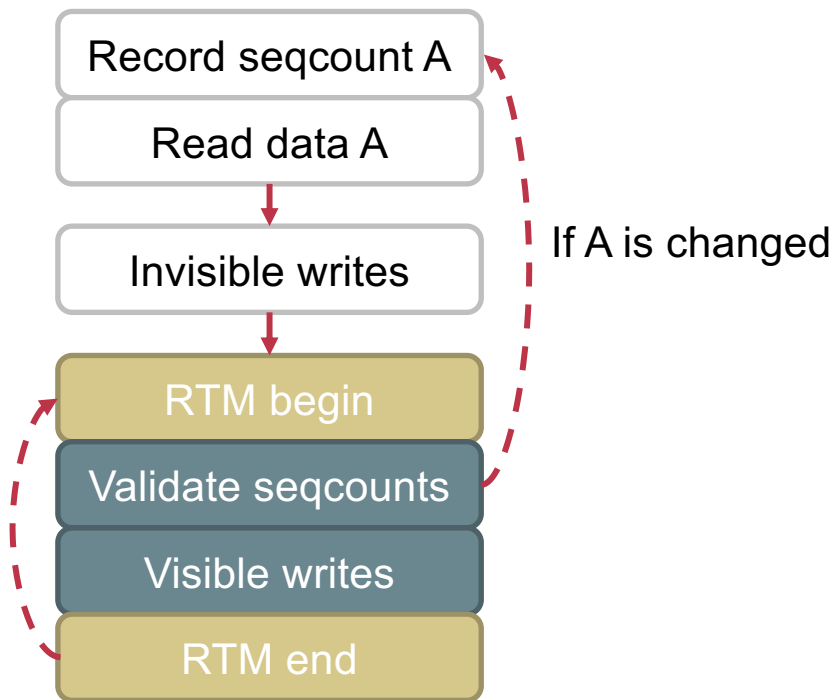 Record seqcount A
Read data A
Invisible writes
If A is changed
RTM begin
Validate seqcounts
Visible writes
RTM end